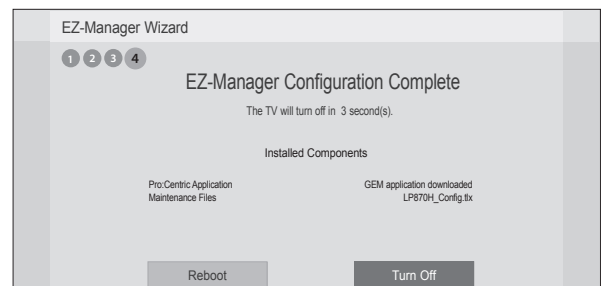 EZ-Manager Wizard
1 2 3 4
EZ-Manager Configuration Complete
The TV will turn off in 3 second(s).
Installed Components
Pro:Centric Application GEM application downloaded
Maintenance Files LP870H_Config.tlx
Reboot Turn Off